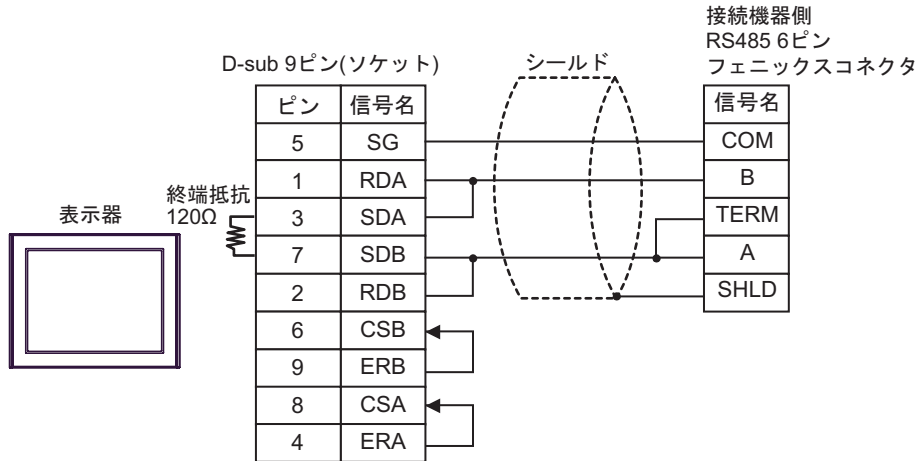 接続機器側
RS485 6ピン
フェニックスコネクタ
D-sub 9ピン(ソケット)
シールド
ピン 信号名
信号名
5 SG
COM
1 RDA
B
終端抵抗
120Ω
3 SDA
TERM
表示器
7 SDB
A
2 RDB
SHLD
6 CSB
9 ERB
8 CSA
4 ERA